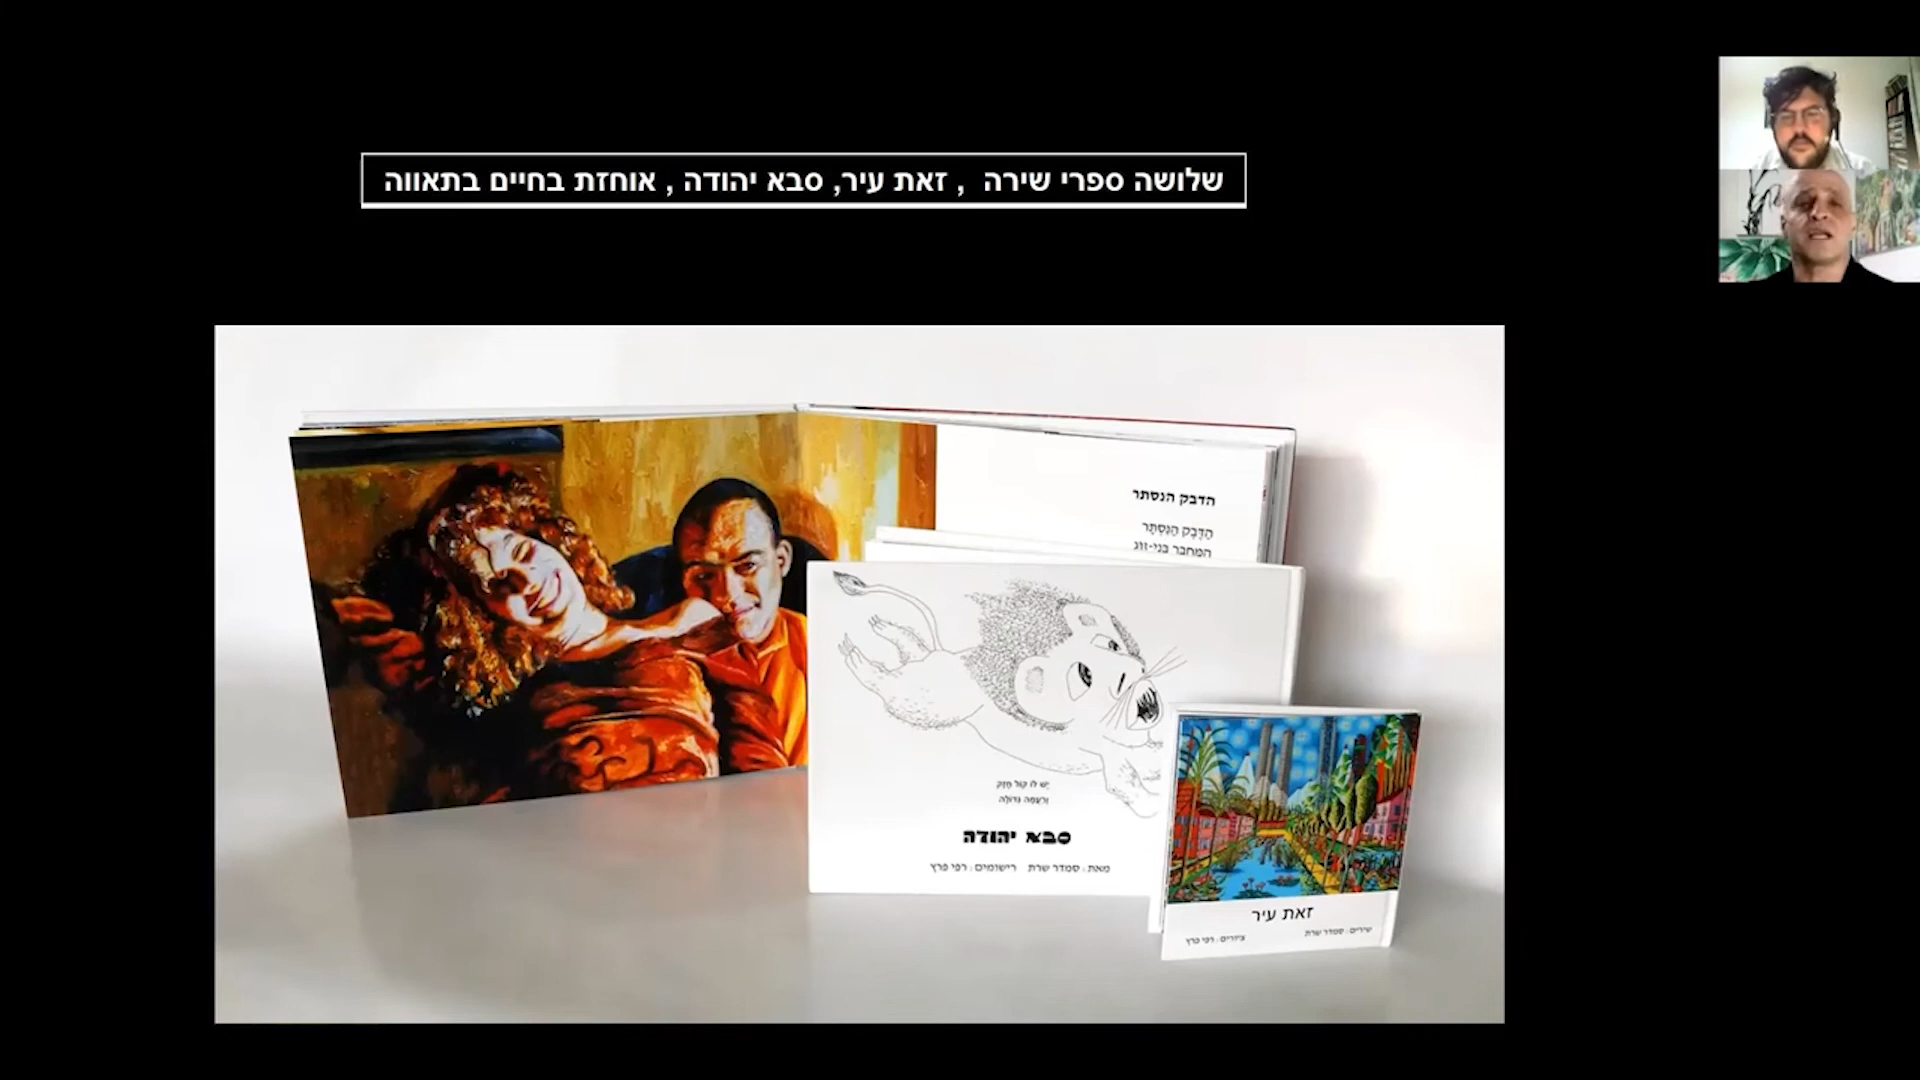 שלושה ספרי שירה , זאת עיר, סבא יהודה , אוחזת בחיים בתאווה
הדבק הנסתר
הַדֶּבֶק הַנִּסְתָּר
המחבר בני-זוג
יֵשׁ לוֹ קוֹל חָזָק
וְרַעְמָה גְּדוֹלָה
סבא יהודה
מאת: סמדר שרת רישומים: רפי פרץ
זאת עיר
שירים: סמדר שרת
ציורים: רפי פרץ